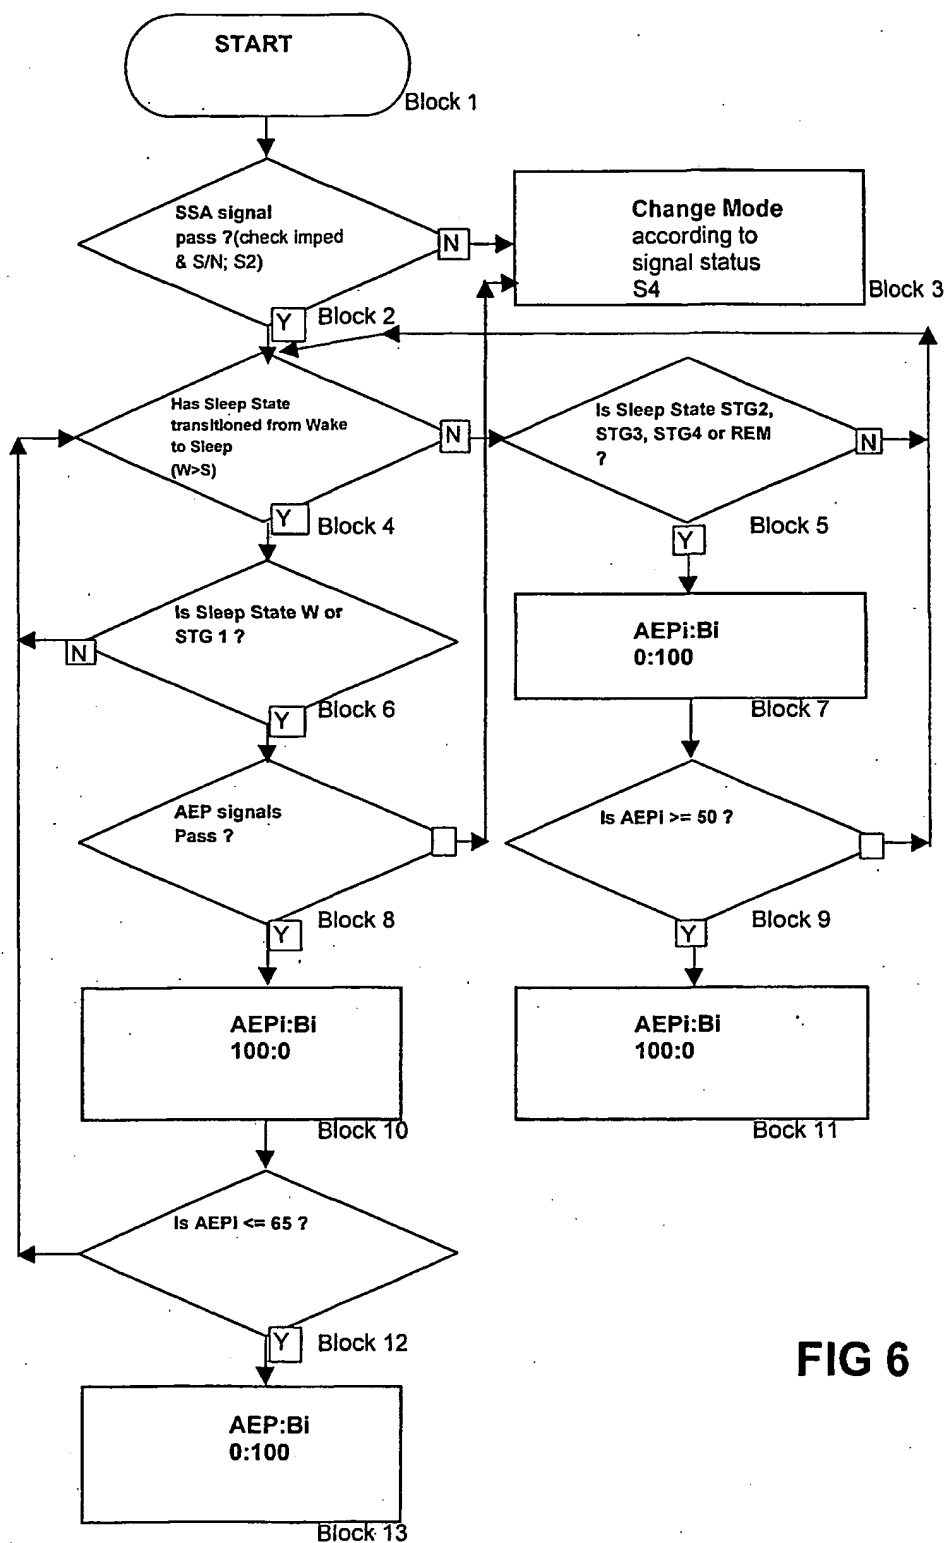 START
Block 1
SSA signal
pass ?(check imped
& S/N; S2)
N
Y
Block 2
Change Mode
according to
signal status
S4
Block 3
Has Sleep State
transitioned from Wake
to Sleep
(W>S)
N
Y
Block 4
Is Sleep State STG2,
STG3, STG4 or REM
?
N
Y
Block 5
Is Sleep State W or
STG 1 ?
N
Y
Block 6
AEPi:Bi
0:100
Block 7
AEP signals
Pass ?
Y
Block 8
Is AEPi >= 50 ?
Y
Block 9
AEPi:Bi
100:0
Block 10
AEPi:Bi
100:0
Bock 11
Is AEPi <= 65 ?
Y
Block 12
AEP:Bi
0:100
Block 13
FIG 6